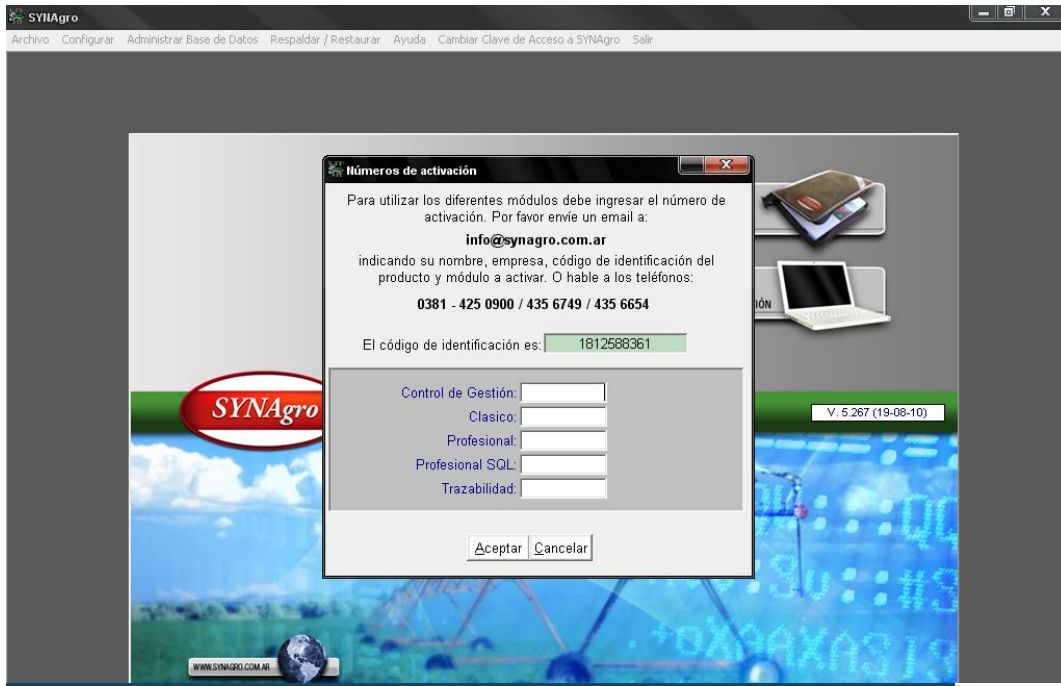 SYNAgro
Archivo Configurar Administrar Base de Datos Respaldar / Restaurar Ayuda Cambiar Clave de Acceso a SYNAgro Salir
Números de activación
Para utilizar los diferentes módulos debe ingresar el número de
activación. Por favor envíe un email a:
info@synagro.com.ar
indicando su nombre, empresa, código de identificación del
producto y módulo a activar. O hable a los teléfonos:
0381 - 425 0900 / 435 6749 / 435 6654
IÓN
El código de identificación es: 1812588361
Control de Gestión:
Clasico:
Profesional:
Profesional SQL:
Trazabilidad:
Aceptar Cancelar
SYNAgro
V. 5.267 (19-08-10)
WWW.SYNAGRO.COM.AR